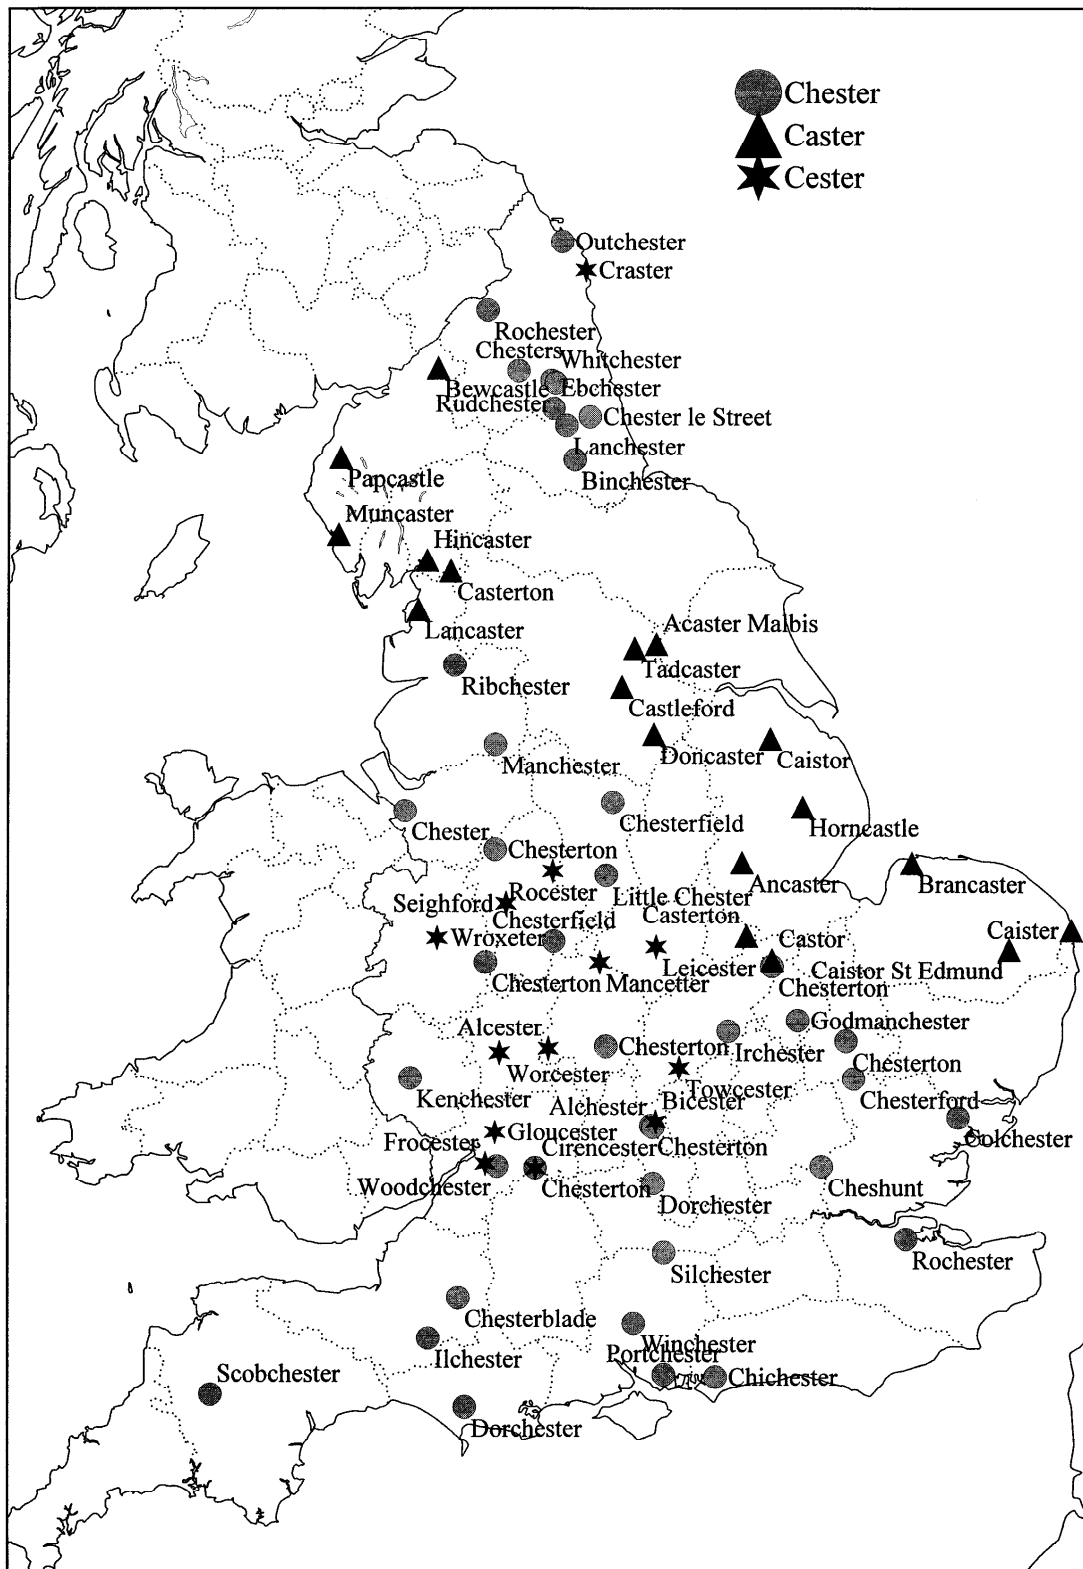 Chester
Caster
Cester
Outchester
Craster
Rochester
Chesters
Whitchester
Bewcastle
Ebchester
Rudchester
Chester le Street
Lanchester
Binchester
Papcastle
Muncaster
Hincaster
Casterton
Lancaster
Acaster Malbis
Tadcaster
Ribchester
Castleford
Doncaster
Caistor
Manchester
Chester
Chesterfield
Horncastle
Chesterton
Rocester
Little Chester
Ancaster
Brancaster
Seighford
Chesterfield
Casterton
Wroxeter
Castor
Caister
Leicester
Caistor St Edmund
Chesterton
Mancetter
Chesterton
Godmanchester
Alcester
Chesterton
Irchester
Worcester
Chesterton
Towcester
Kenchester
Alchester
Bicester
Chesterford
Colchester
Frocester
Gloucester
Cirencester
Chesterton
Woodchester
Chesterton
Dorchester
Cheshunt
Rochester
Silchester
Chesterblade
Winchester
Ilchester
Portchester
Scobchester
Chichester
Dorchester